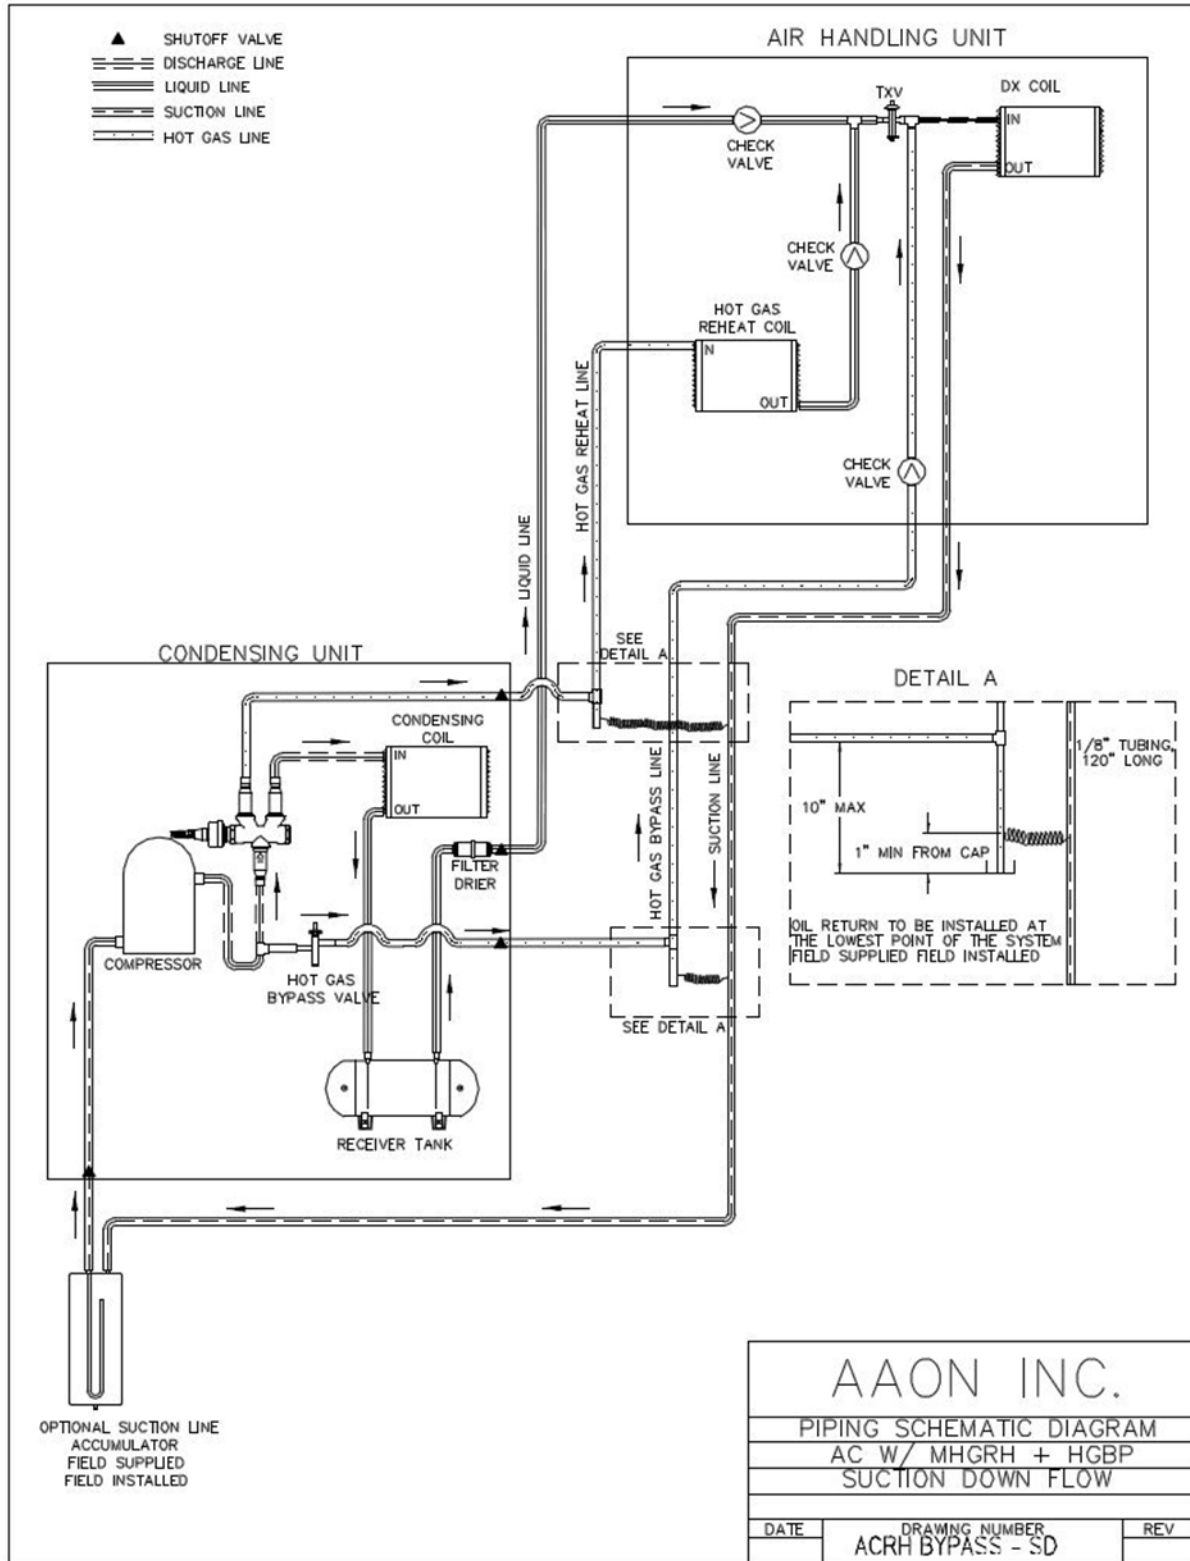 SHUTOFF VALVE
DISCHARGE LINE
LIQUID LINE
SUCTION LINE
HOT GAS LINE
AIR HANDLING UNIT
TXV
DX COIL
IN
OUT
CHECK
VALVE
CHECK
VALVE
HOT GAS
REHEAT COIL
IN
OUT
CHECK
VALVE
HOT GAS REHEAT LINE
LIQUID LINE
CONDENSING UNIT
SEE
DETAIL A
CONDENSING
COIL
IN
OUT
FILTER
DRIER
COMPRESSOR
HOT GAS
BYPASS VALVE
HOT GAS BYPASS LINE
SUCTION LINE
SEE DETAIL A
RECEIVER TANK
DETAIL A
1/8" TUBING,
120" LONG
10" MAX
1" MIN FROM CAP
OIL RETURN TO BE INSTALLED AT
THE LOWEST POINT OF THE SYSTEM
FIELD SUPPLIED FIELD INSTALLED
OPTIONAL SUCTION LINE
ACCUMULATOR
FIELD SUPPLIED
FIELD INSTALLED
AAON INC.
PIPING SCHEMATIC DIAGRAM
AC W/ MHGRH + HGBP
SUCTION DOWN FLOW
DATE
DRAWING NUMBER
REV
ACRH BYPASS - SD